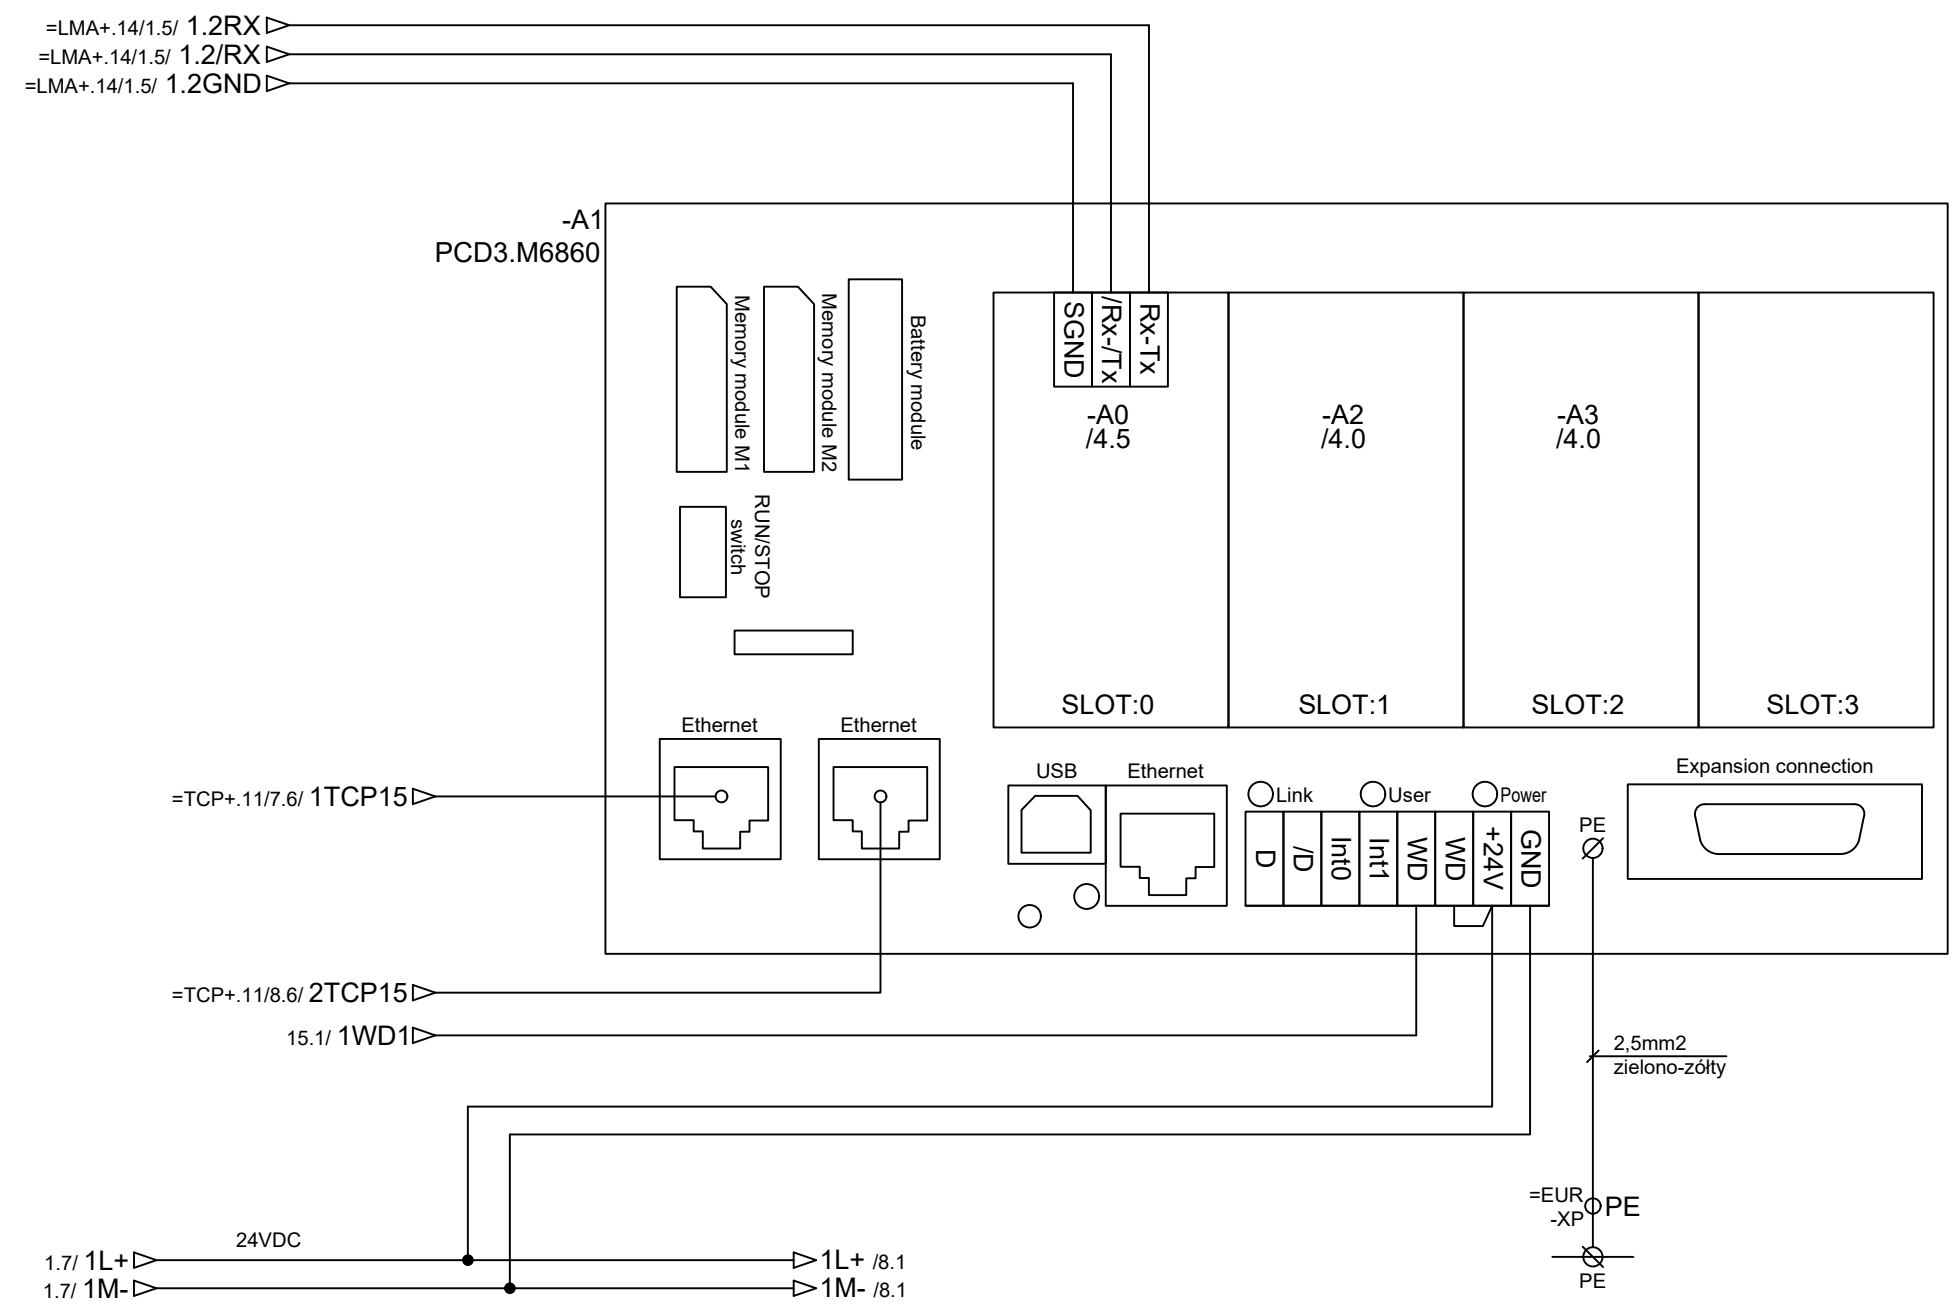 =LMA+.14/1.5/ 1.2RX
=LMA+.14/1.5/ 1.2/RX
=LMA+.14/1.5/ 1.2GND
-A1
PCD3.M6860
Memory module M1
Memory module M2
Battery module
RUN/STOP
switch
SGND
/Rx-/Tx
Rx-Tx
-A0
/4.5
-A2
/4.0
-A3
/4.0
SLOT:0
SLOT:1
SLOT:2
SLOT:3
Ethernet
Ethernet
USB
Ethernet
Link
User
Power
Expansion connection
D
/D
Int0
Int1
WD
WD
+24V
GND
PE
=TCP+.11/7.6/ 1TCP15
=TCP+.11/8.6/ 2TCP15
15.1/ 1WD1
2,5mm2
zielono-zółty
=EUR
-XP
PE
PE
24VDC
1.7/ 1L+
1L+ /8.1
1.7/ 1M-
1M- /8.1